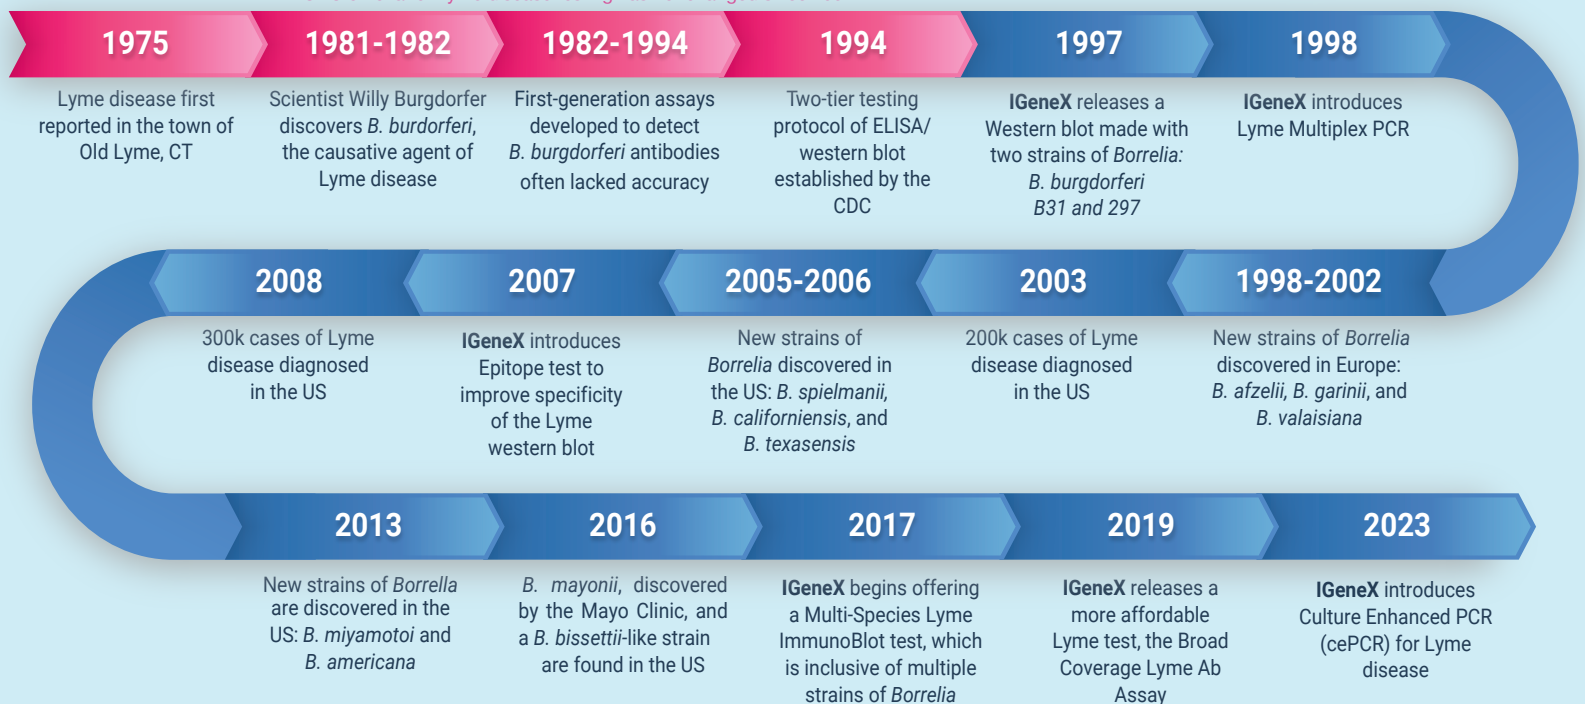 1975
Lyme disease first
reported in the town of
Old Lyme, CT
1981-1982
Scientist Willy Burgdorfer
discovers B. burdorferi,
the causative agent of
Lyme disease
1982-1994
First-generation assays
developed to detect
B. burgdorferi antibodies
often lacked accuracy
1994
Two-tier testing
protocol of ELISA/
western blot
established by the
CDC
1997
IGeneX releases a
Western blot made with
two strains of Borrelia:
B. burgdorferi
B31 and 297
1998
IGeneX introduces
Lyme Multiplex PCR
1998-2002
New strains of Borrelia
discovered in Europe:
B. afzelii, B. garinii, and
B. valaisiana
2003
200k cases of Lyme
disease diagnosed
in the US
2005-2006
New strains of
Borrelia discovered in
the US: B. spielmanii,
B. californiensis, and
B. texasensis
2007
IGeneX introduces
Epitope test to
improve specificity
of the Lyme
western blot
2008
300k cases of Lyme
disease diagnosed
in the US
2013
New strains of Borrella
are discovered in the
US: B. miyamotoi and
B. americana
2016
B. mayonii, discovered
by the Mayo Clinic, and
a B. bissettii-like strain
are found in the US
2017
IGeneX begins offering
a Multi-Species Lyme
ImmunoBlot test, which
is inclusive of multiple
strains of Borrelia
2019
IGeneX releases a
more affordable
Lyme test, the Broad
Coverage Lyme Ab
Assay
2023
IGeneX introduces
Culture Enhanced PCR
(cePCR) for Lyme
disease